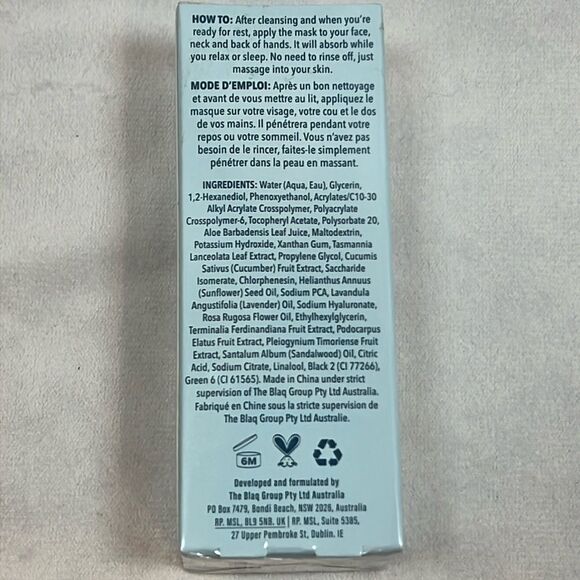 HOW TO: After cleansing and when you're
ready for rest, apply the mask to your face,
neck and back of hands. It will absorb while
you relax or sleep. No need to rinse off, just
massage into your skin.
MODE D'EMPLOI: Après un bon nettoyage
et avant de vous mettre au lit, appliquez le
masque sur votre visage, votre cou et le dos
de vos mains. Il pénétrera pendant votre
repos ou votre sommeil. Vous n'avez pas
besoin de le rincer, faites-le simplement
pénétrer dans la peau en massant.
INGREDIENTS: Water (Aqua, Eau), Glycerin,
1,2-Hexanediol, Phenoxyethanol, Acrylates/C10-30
Alkyl Acrylate Crosspolymer, Polyacrylate
Crosspolymer-6, Tocopheryl Acetate, Polysorbate 20,
Aloe Barbadensis Leaf Juice, Maltodextrin,
Potassium Hydroxide, Xanthan Gum, Tasmannia
Lanceolata Leaf Extract, Propylene Glycol, Cucumis
Sativus (Cucumber) Fruit Extract, Saccharide
Isomerate, Chlorphenesin, Helianthus Annuus
(Sunflower) Seed Oil, Sodium PCA, Lavandula
Angustifolia (Lavender) Oil, Sodium Hyaluronate,
Rosa Rugosa Flower Oil, Ethylhexylglycerin,
Terminalia Ferdinandiana Fruit Extract, Podocarpus
Elatus Fruit Extract, Pleiogynium Timoriense Fruit
Extract, Santalum Album (Sandalwood) Oil, Citric
Acid, Sodium Citrate, Linalool, Black 2 (CI 77266),
Green 6 (CI 61565). Made in China under strict
supervision of The Blaq Group Pty Ltd Australia.
Fabriqué en Chine sous la stricte supervision de
The Blaq Group Pty Ltd Australie.
6M
Developed and formulated by
The Blaq Group Pty Ltd Australia
PO Box 7479, Bondi Beach, NSW 2026, Australia
RP. MSL, BL9 5NB. UK | RP. MSL, Suite 5385,
27 Upper Pembroke St, Dublin. IE